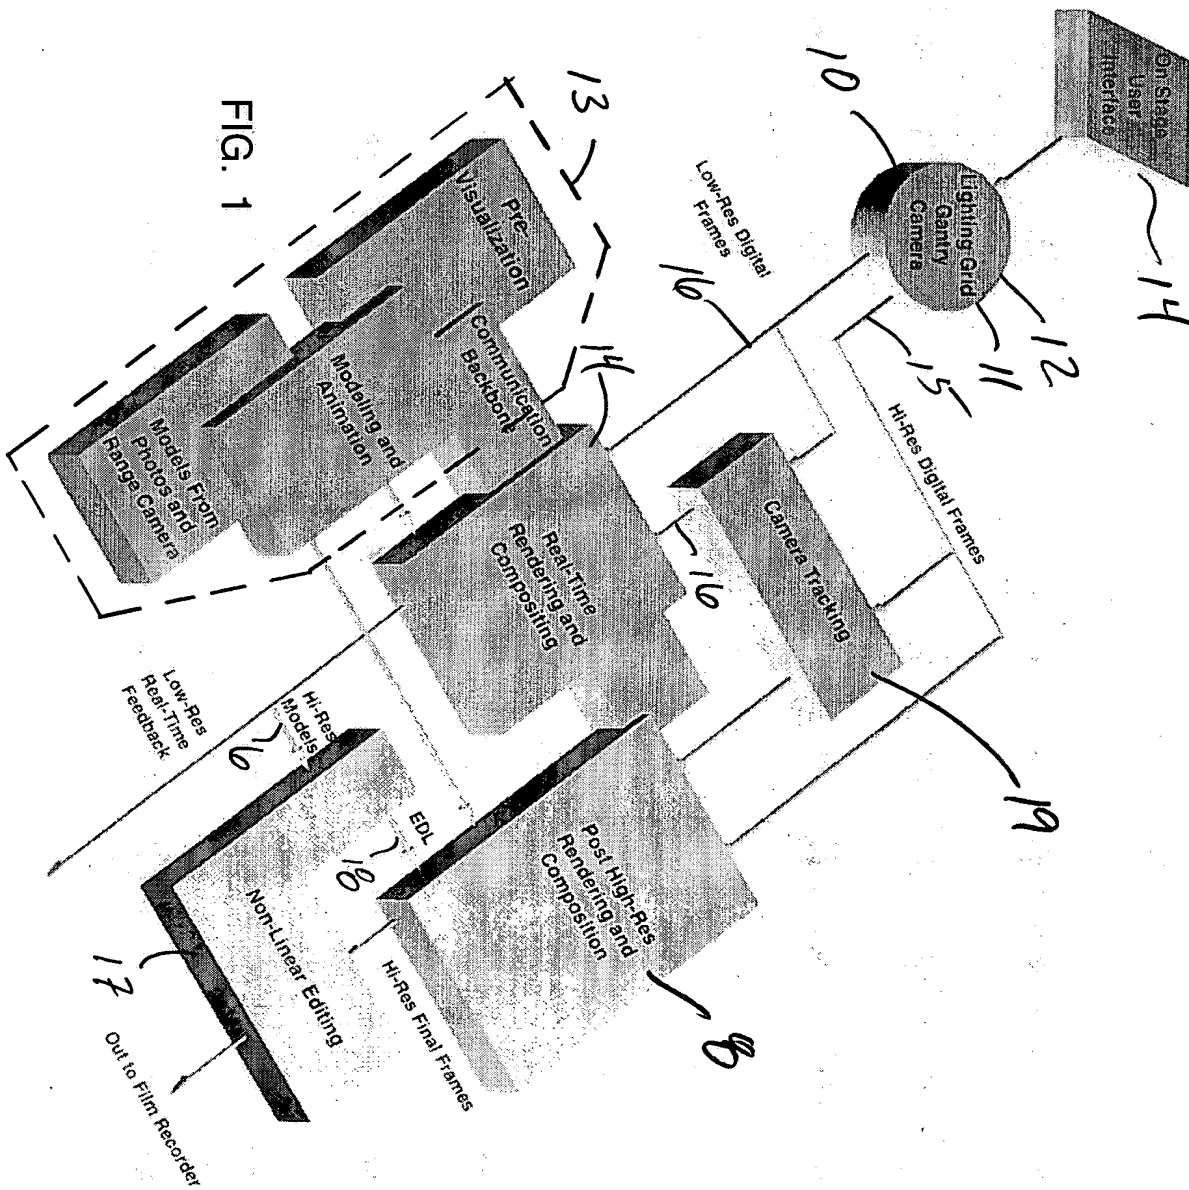 On Stage
User
Interface
14
10
Lighting Grid
Gantry
Camera
12
11
15
Low-Res Digital
Frames
16
Hi-Res Digital Frames
13
FIG. 1
Pre-
Visualization
Communication
Backbone
14
Modeling and
Animation
Models From
Photos and
Range Camera
Real-Time
Rendering and
Compositing
16
Camera Tracking
19
Low-Res
Real-Time
Feedback
Hi-Res
Models
26
EDL
18
Post High-Res
Rendering and
Composition
8
Non-Linear Editing
17
Hi-Res Final Frames
Out to Film Recorder